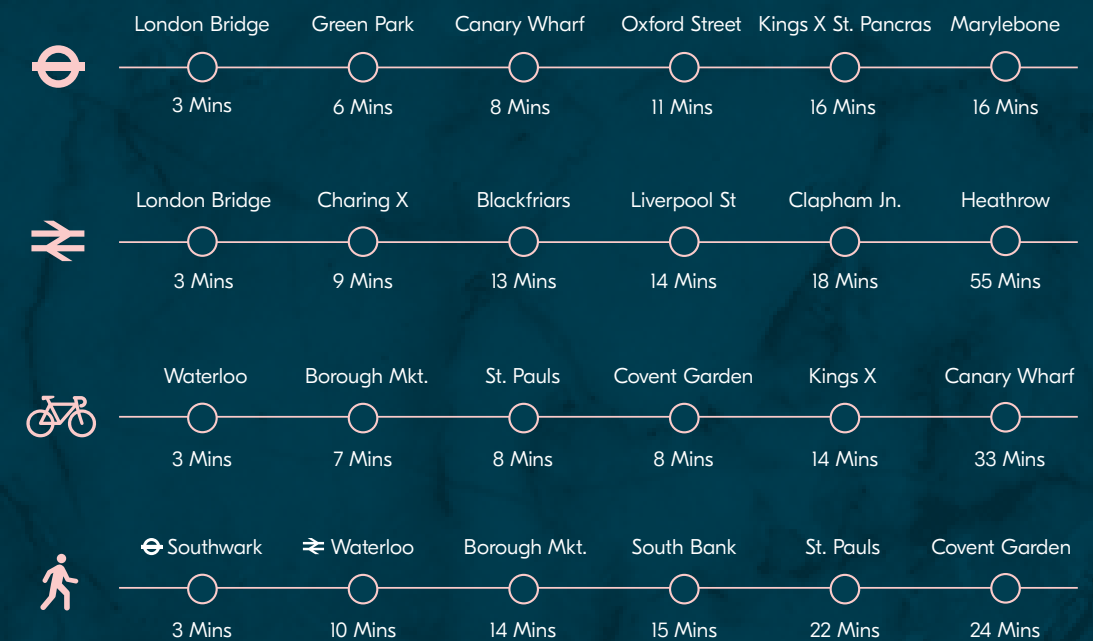 London Bridge Green Park Canary Wharf Oxford Street Kings X St. Pancras Marylebone
3 Mins 6 Mins 8 Mins 11 Mins 16 Mins 16 Mins
London Bridge Charing X Blackfriars Liverpool St Clapham Jn. Heathrow
3 Mins 9 Mins 13 Mins 14 Mins 18 Mins 55 Mins
Waterloo Borough Mkt. St. Pauls Covent Garden Kings X Canary Wharf
3 Mins 7 Mins 8 Mins 8 Mins 14 Mins 33 Mins
Southwark Waterloo Borough Mkt. South Bank St. Pauls Covent Garden
3 Mins 10 Mins 14 Mins 15 Mins 22 Mins 24 Mins